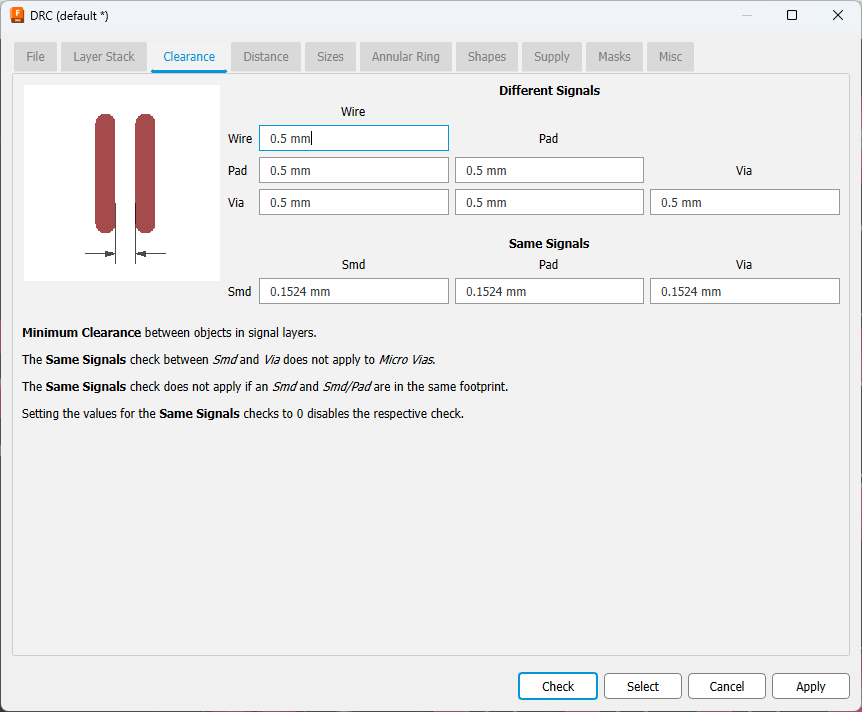 DRC (default *)
File Layer Stack Clearance Distance Sizes Annular Ring Shapes Supply Masks Misc
Different Signals
Wire
Wire 0.5 mm Pad
Pad 0.5 mm 0.5 mm Via
Via 0.5 mm 0.5 mm 0.5 mm
Same Signals
Smd Pad Via
Smd 0.1524 mm 0.1524 mm 0.1524 mm
Minimum Clearance between objects in signal layers.
The Same Signals check between Smd and Via does not apply to Micro Vias.
The Same Signals check does not apply if an Smd and Smd/Pad are in the same footprint.
Setting the values for the Same Signals checks to 0 disables the respective check.
Check Select Cancel Apply